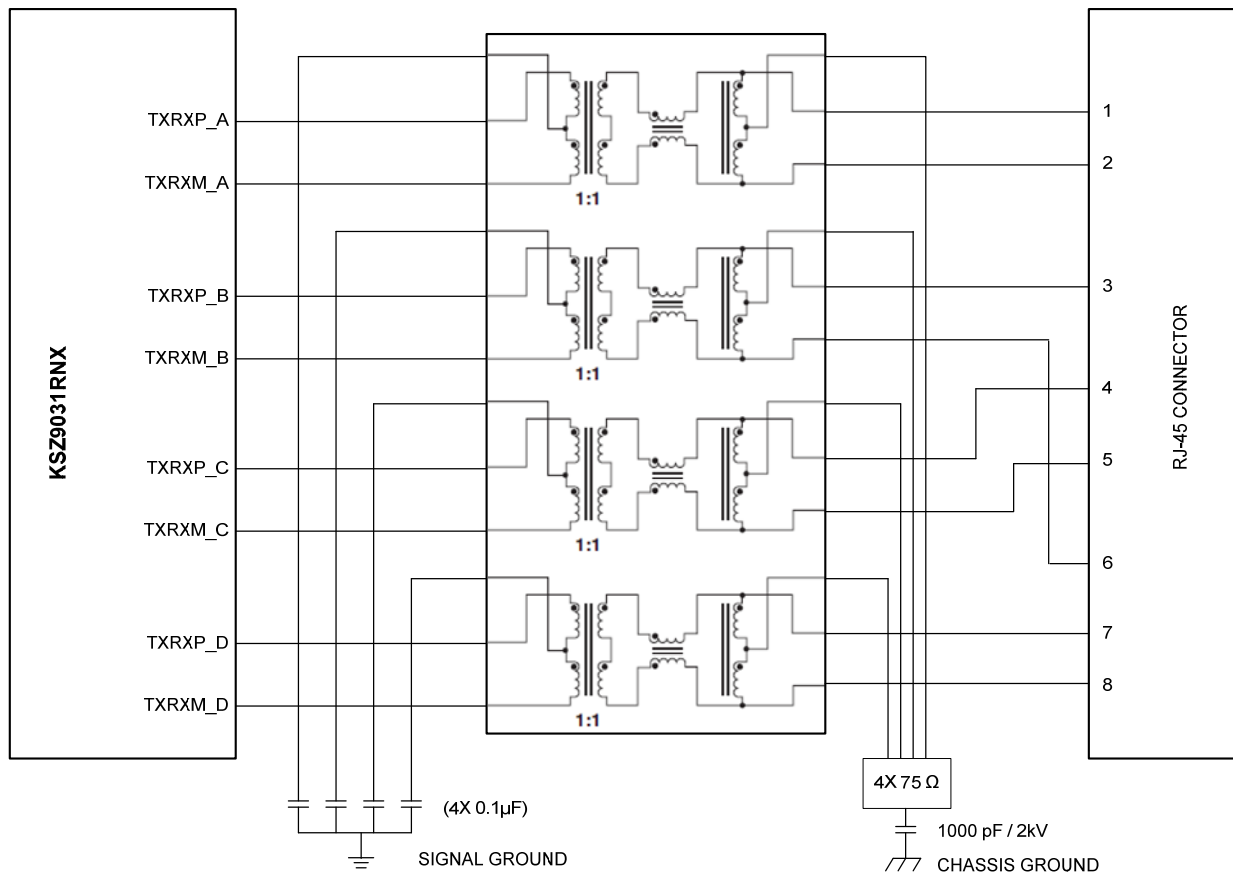 KSZ9031RNX
TXRXP_A
TXRXM_A
TXRXP_B
TXRXM_B
TXRXP_C
TXRXM_C
TXRXP_D
TXRXM_D
1:1
1:1
1:1
1:1
1
2
3
4
5
6
7
8
RJ-45 CONNECTOR
(4X 0.1µF)
SIGNAL GROUND
4X 75 Ω
1000 pF / 2kV
CHASSIS GROUND